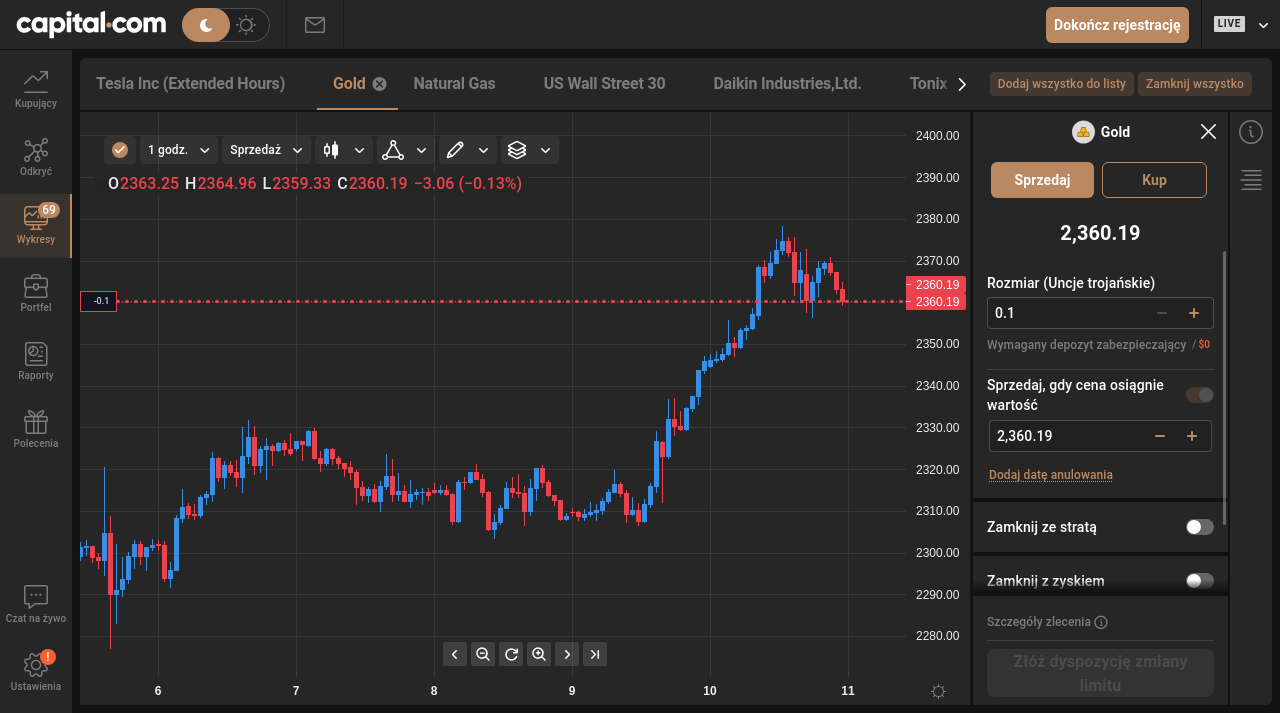 capital.com
Dokończ rejestrację
LIVE
Kupujący
Odkryć
69
Wykresy
Portfel
Raporty
Polecenia
Czat na żywo
!
Ustawienia
Tesla Inc (Extended Hours)
Gold
Natural Gas
US Wall Street 30
Daikin Industries,Ltd.
Tonix
Dodaj wszystko do listy
Zamknij wszystko
1 godz.
Sprzedaż
O2363.25 H2364.96 L2359.33 C2360.19 −3.06 (−0.13%)
-0.1
2400.00
2390.00
2380.00
2370.00
2360.19
2360.19
2350.00
2340.00
2330.00
2320.00
2310.00
2300.00
2290.00
2280.00
6 7 8 9 10 11
Gold
Sprzedaj
Kup
2,360.19
Rozmiar (Uncje trojańskie)
0.1
Wymagany depozyt zabezpieczający / $0
Sprzedaj, gdy cena osiągnie
wartość
2,360.19
Dodaj datę anulowania
Zamknij ze stratą
Zamknij z zyskiem
Szczegóły zlecenia
Złóż dyspozycję zmiany
limitu